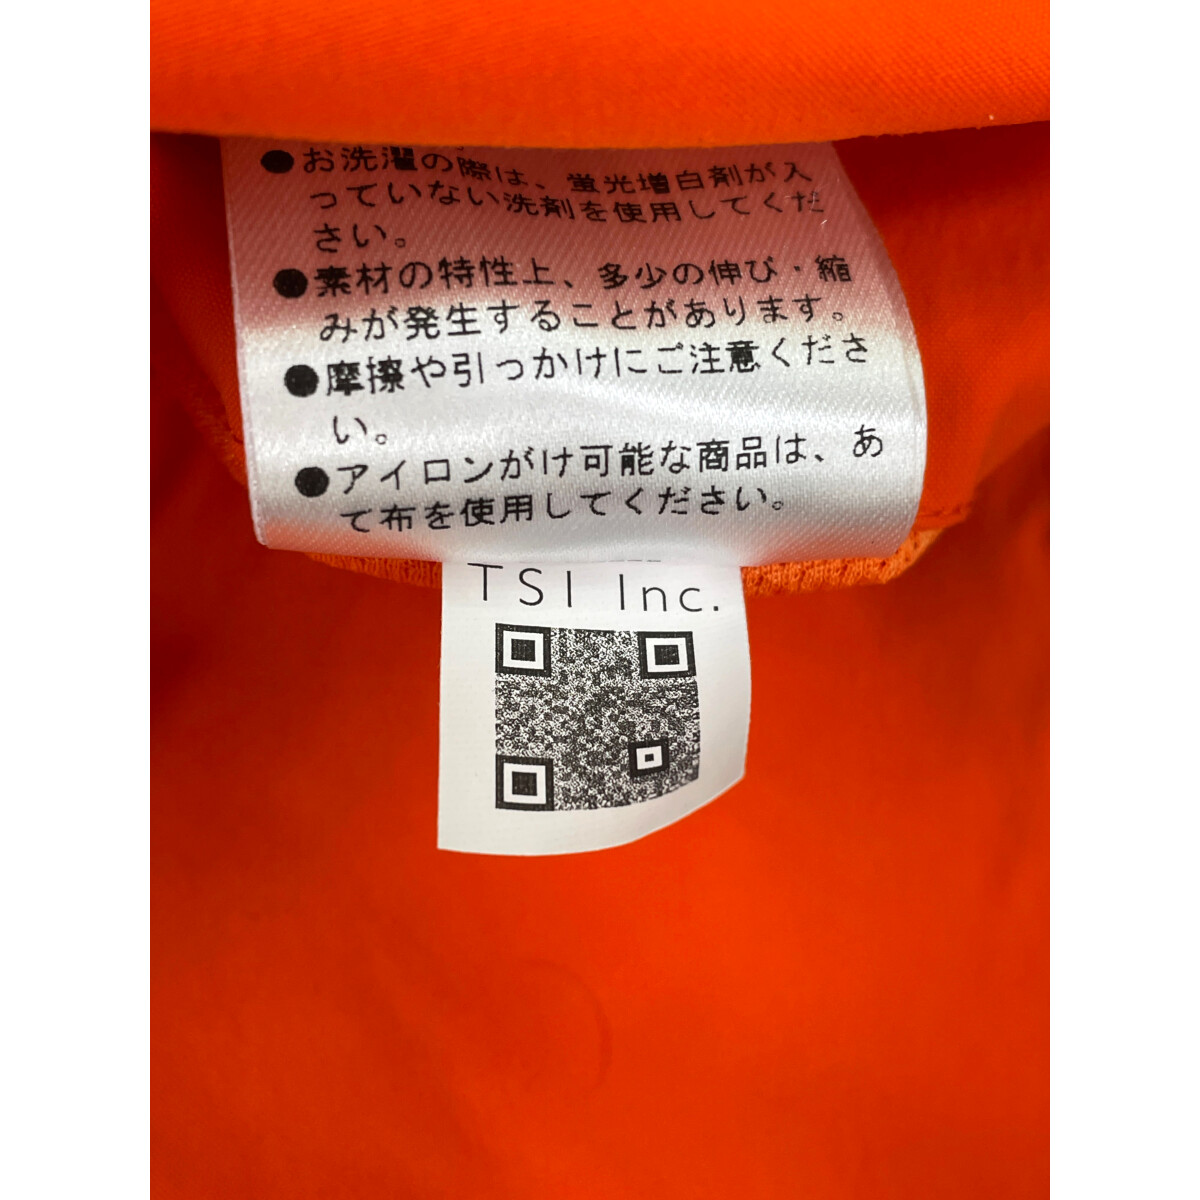 ●お洗濯の際は、蛍光増白剤が入
っていない洗剤を使用してくだ
さい。
●素材の特性上、多少の伸び・縮
みが発生することがあります。
●摩擦や引っかけにご注意くださ
い。
●アイロンがけ可能な商品は、あ
て布を使用してください。
TSI Inc.